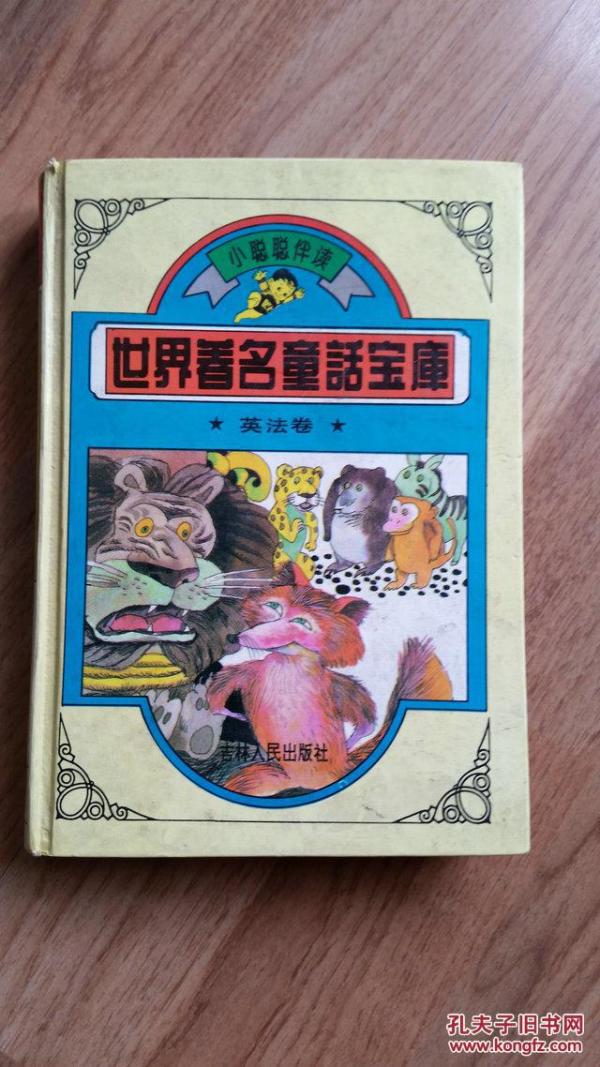 小聪聪伴读
世界著名童話宝庫
★ 英法卷 ★
吉林人民出版社
孔夫子旧书网
www.kongfz.com